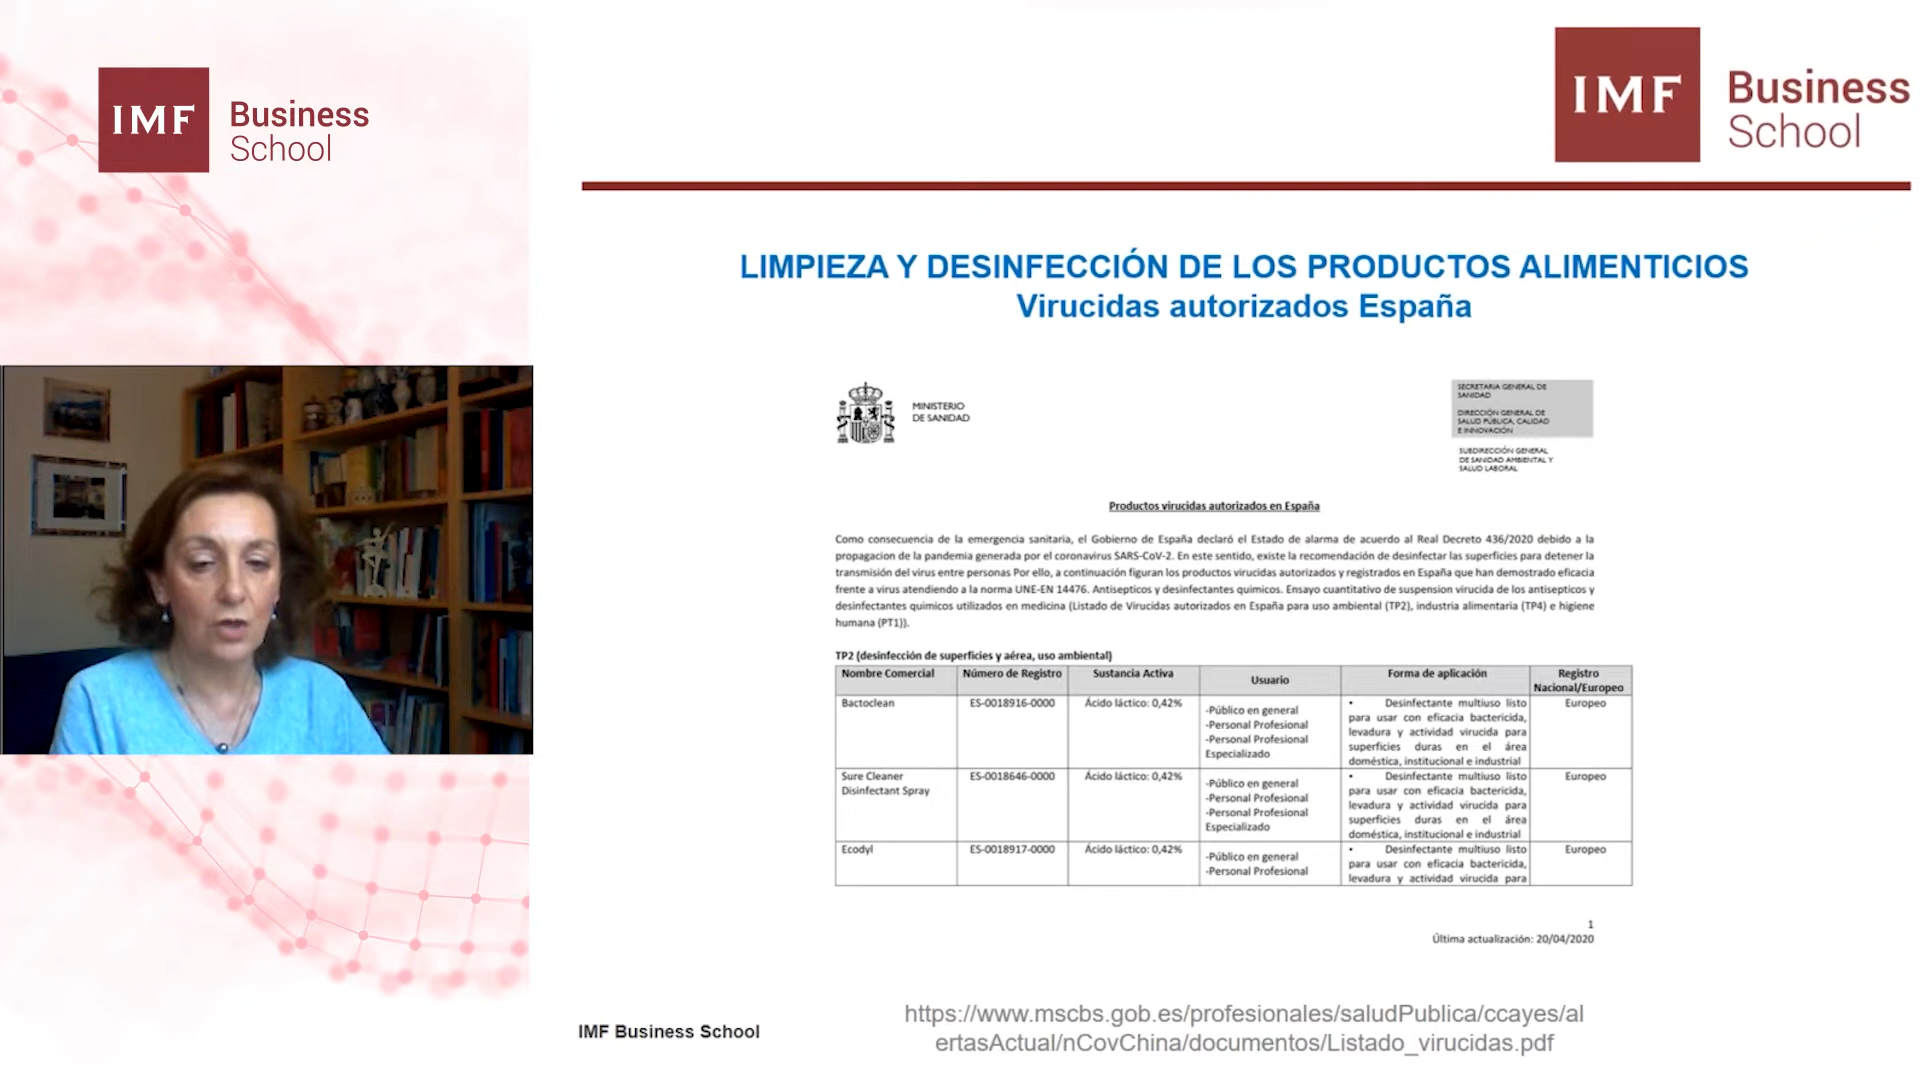 IMF Business
School
IMF Business
School
LIMPIEZA Y DESINFECCIÓN DE LOS PRODUCTOS ALIMENTICIOS
Virucidas autorizados España
MINISTERIO
DE SANIDAD
SECRETARIA GENERAL DE
SANIDAD
DIRECCIÓN GENERAL DE
SALUD PÚBLICA, CALIDAD
E INNOVACIÓN
SUBDIRECCIÓN GENERAL
DE SANIDAD AMBIENTAL Y
SALUD LABORAL
Productos virucidas autorizados en España
Como consecuencia de la emergencia sanitaria, el Gobierno de España declaró el Estado de alarma de acuerdo al Real Decreto 436/2020 debido a la
propagacion de la pandemia generada por el coronavirus SARS-CoV-2. En este sentido, existe la recomendación de desinfectar las superficies para detener la
transmisión del virus entre personas Por ello, a continuación figuran los productos virucidas autorizados y registrados en España que han demostrado eficacia
frente a virus atendiendo a la norma UNE-EN 14476. Antisepticos y desinfectantes quimicos. Ensayo cuantitativo de suspension virucida de los antisepticos y
desinfectantes quimicos utilizados en medicina (Listado de Virucidas autorizados en España para uso ambiental (TP2), industria alimentaria (TP4) e higiene
humana (PT1)).
TP2 (desinfección de superficies y aérea, uso ambiental)
Nombre Comercial Número de Registro Sustancia Activa Usuario Forma de aplicación Registro
Nacional/Europeo
Bactoclean ES-0018916-0000 Ácido láctico: 0,42%
-Público en general
-Personal Profesional
-Personal Profesional
Especializado
• Desinfectante multiuso listo
para usar con eficacia bactericida,
levadura y actividad virucida para
superficies duras en el área
doméstica, institucional e industrial
Europeo
Sure Cleaner
Disinfectant Spray
ES-0018646-0000 Ácido láctico: 0,42%
-Público en general
-Personal Profesional
-Personal Profesional
Especializado
• Desinfectante multiuso listo
para usar con eficacia bactericida,
levadura y actividad virucida para
superficies duras en el área
doméstica, institucional e industrial
Europeo
Ecodyl ES-0018917-0000 Ácido láctico: 0,42%
-Público en general
-Personal Profesional
• Desinfectante multiuso listo
para usar con eficacia bactericida,
levadura y actividad virucida para
Europeo
1
Última actualización: 20/04/2020
IMF Business School
https://www.mscbs.gob.es/profesionales/saludPublica/ccayes/al
ertasActual/nCovChina/documentos/Listado_virucidas.pdf